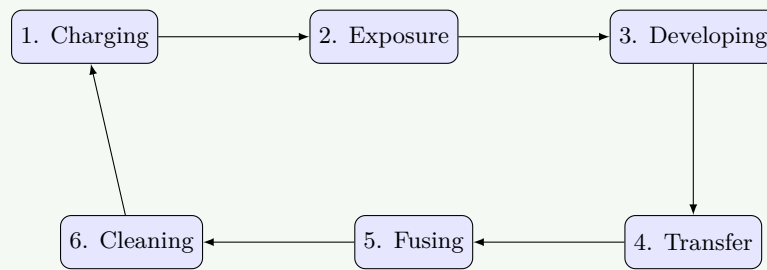 1. Charging
2. Exposure
3. Developing
4. Transfer
5. Fusing
6. Cleaning